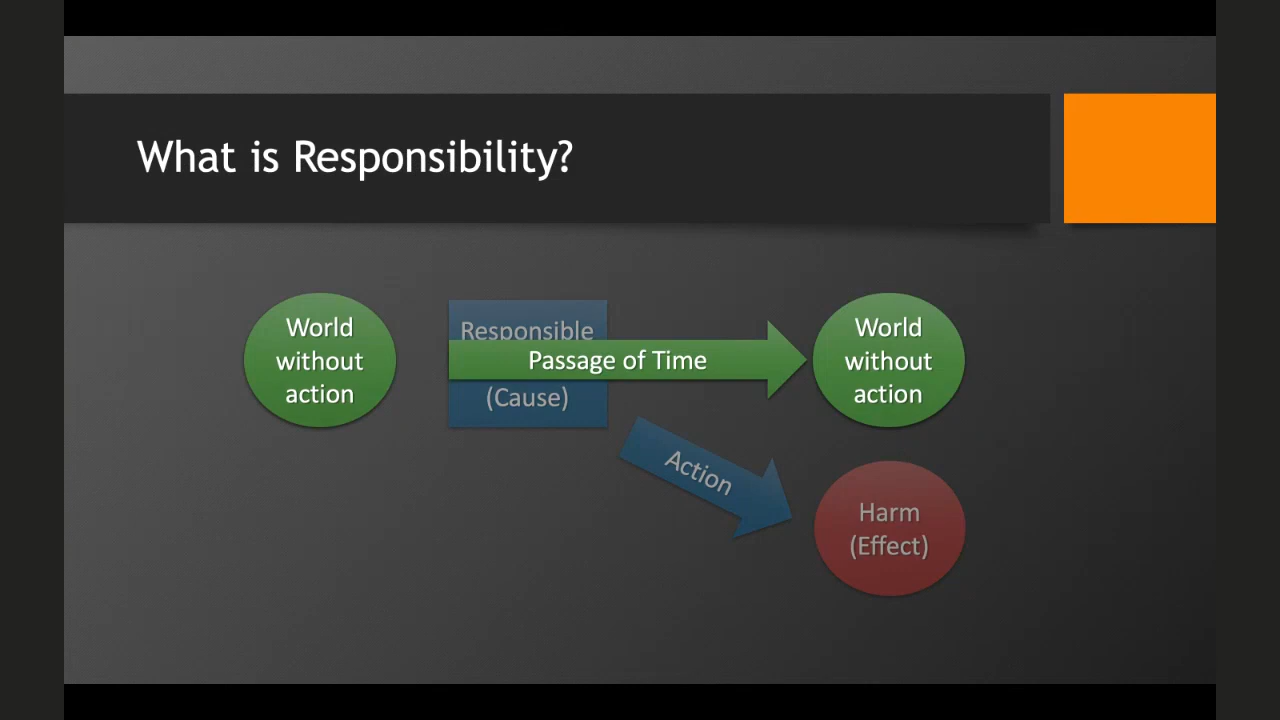 What is Responsibility?
World
without
action
Responsible
(Cause)
Passage of Time
World
without
action
Action
Harm
(Effect)